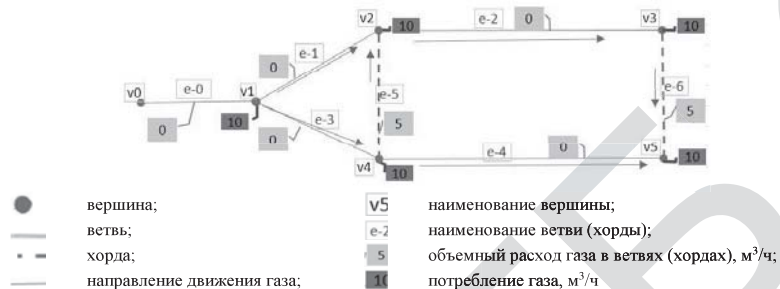 v2 10 e-2 0 v3 10
e-1
0
v0 e-0 v1
0 10
e-5 e-6
e-3
0 5 5
v4 10 e-4 0 v5 10
вершина; v5 наименование вершины;
ветвь; e-2 наименование ветви (хорды);
хорда; 5 объемный расход газа в ветвях (хордах), м³/ч;
направление движения газа; 10 потребление газа, м³/ч